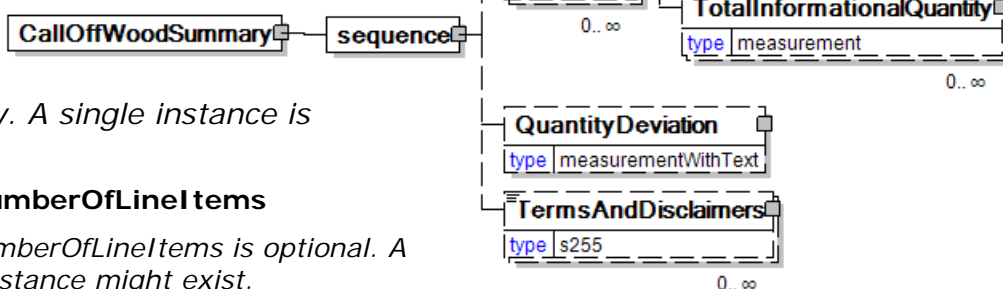 TotalInformationalQuantity
0.. ∞
type measurement
CallOffWoodSummary
sequence
0.. ∞
A single instance is
QuantityDeviation
type measurementWithText
TermsAndDisclaimers
type s255
0.. ∞
umberOfLineItems
mberOfLineItems is optional. A
stance might exist.